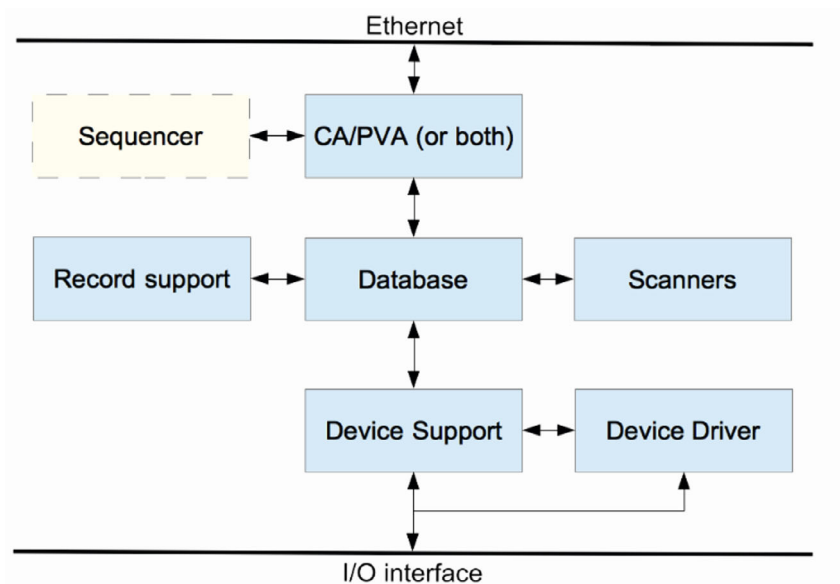 Ethernet
Sequencer
CA/PVA (or both)
Record support
Database
Scanners
Device Support
Device Driver
I/O interface